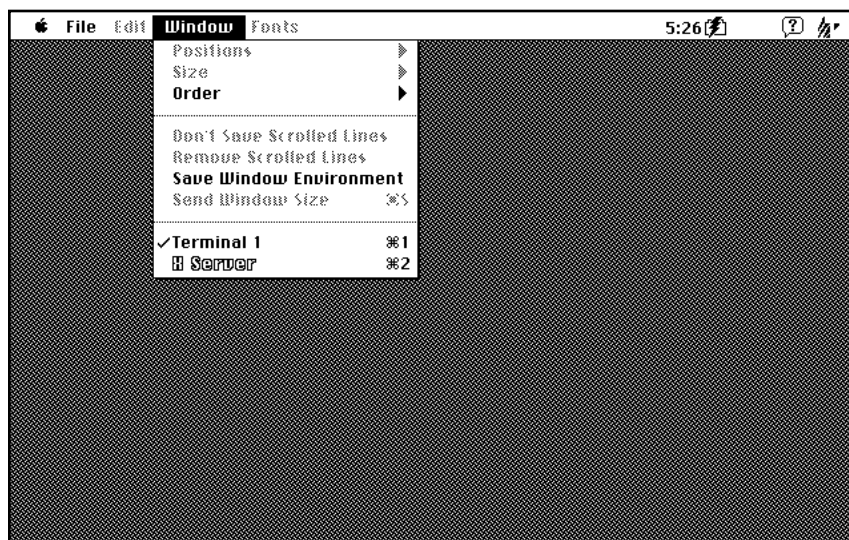 File Edit Window Fonts 5:26
Positions
Size
Order
Don't Save Scrolled Lines
Remove Scrolled Lines
Save Window Environment
Send Window Size ⌘S
✓Terminal 1 ⌘1
X Server ⌘2